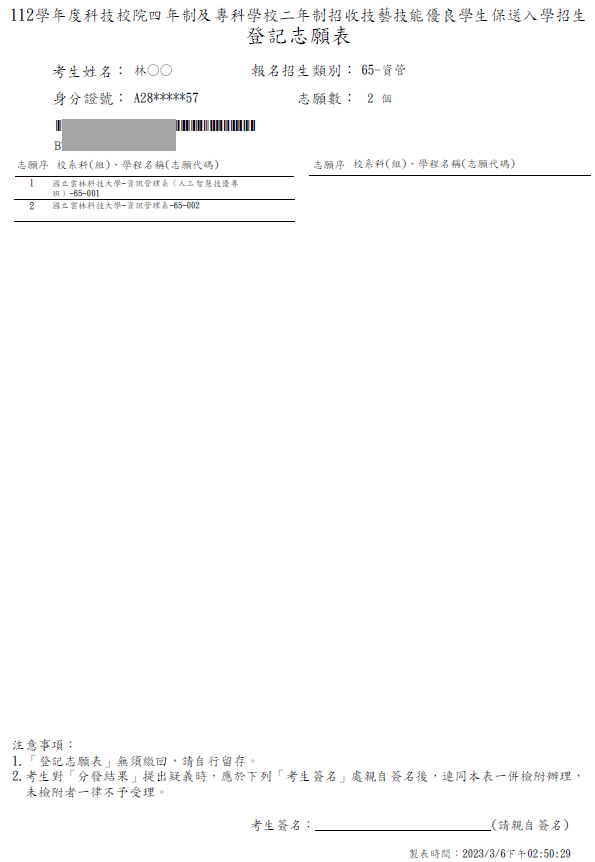 112學年度科技校院四年制及專科學校二年制招收技藝技能優良學生保送入學招生
登記志願表
考生姓名：林○○ 報名招生類別：65-資管
身分證號：A28*****57 志願數：2 個
B
志願序 校系科(組)、學程名稱(志願代碼) 志願序 校系科(組)、學程名稱(志願代碼)
1 國立雲林科技大學-資訊管理系（人工智慧技優專
班）-65-001
2 國立雲林科技大學-資訊管理系-65-002
注意事項：
1.「登記志願表」無須繳回，請自行留存。
2.考生對「分發結果」提出疑義時，應於下列「考生簽名」處親自簽名後，連同本表一併檢附辦理，
未檢附者一律不予受理。
考生簽名：(請親自簽名)
製表時間：2023/3/6下午02:50:29